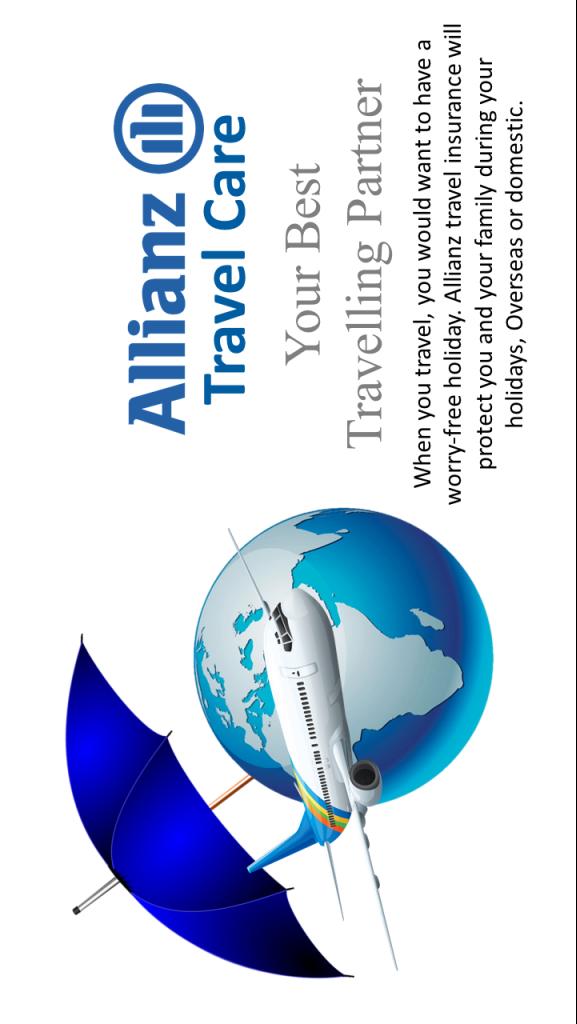 Allianz
Travel Care
Your Best
Travelling Partner
When you travel, you would want to have a
worry-free holiday. Allianz travel insurance will
protect you and your family during your
holidays, Overseas or domestic.